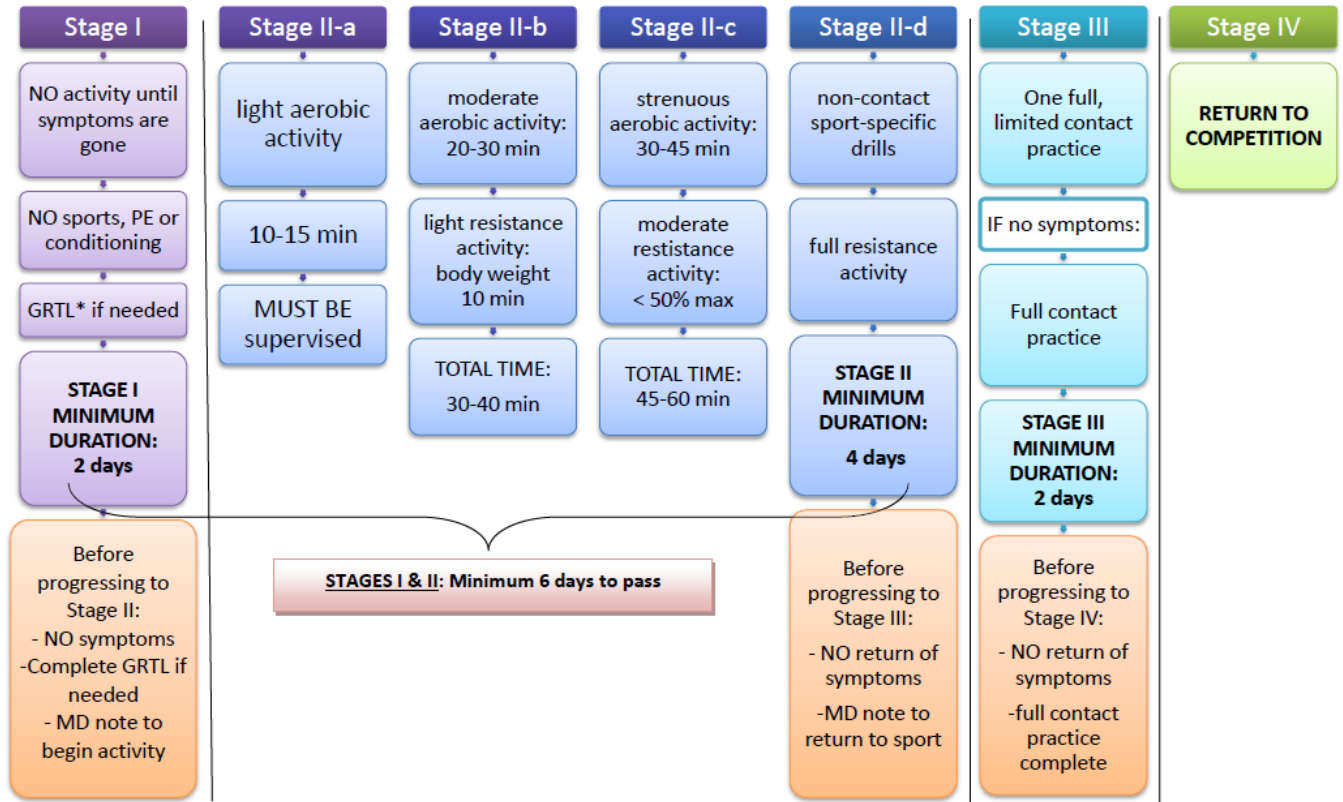 Stage I
NO activity until
symptoms are
gone
NO sports, PE or
conditioning
GRTL* if needed
STAGE I
MINIMUM
DURATION:
2 days
Before
progressing to
Stage II:
- NO symptoms
-Complete GRTL if
needed
- MD note to
begin activity
Stage II-a
light aerobic
activity
10-15 min
MUST BE
supervised
Stage II-b
moderate
aerobic activity:
20-30 min
light resistance
activity:
body weight
10 min
TOTAL TIME:
30-40 min
Stage II-c
strenuous
aerobic activity:
30-45 min
moderate
restistance
activity:
< 50% max
TOTAL TIME:
45-60 min
Stage II-d
non-contact
sport-specific
drills
full resistance
activity
STAGE II
MINIMUM
DURATION:
4 days
Before
progressing to
Stage III:
- NO return of
symptoms
-MD note to
return to sport
STAGES I & II: Minimum 6 days to pass
Stage III
One full,
limited contact
practice
IF no symptoms:
Full contact
practice
STAGE III
MINIMUM
DURATION:
2 days
Before
progressing to
Stage IV:
- NO return of
symptoms
-full contact
practice
complete
Stage IV
RETURN TO
COMPETITION